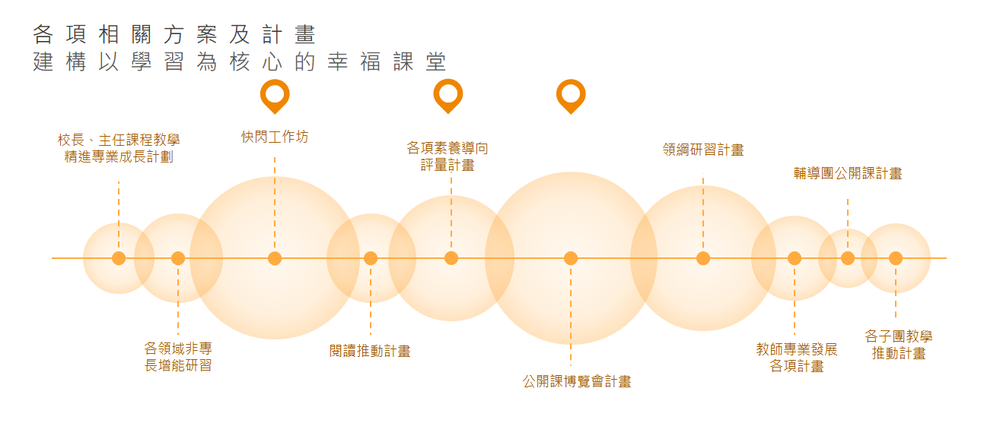 各項相關方案及計畫
建構以學習為核心的幸福課堂
校長、主任課程教學
精進專業成長計劃
各領域非專
長增能研習
快閃工作坊
閱讀推動計畫
各項素養導向
評量計畫
公開課博覽會計畫
領綱研習計畫
教師專業發展
各項計畫
輔導團公開課計畫
各子團教學
推動計畫